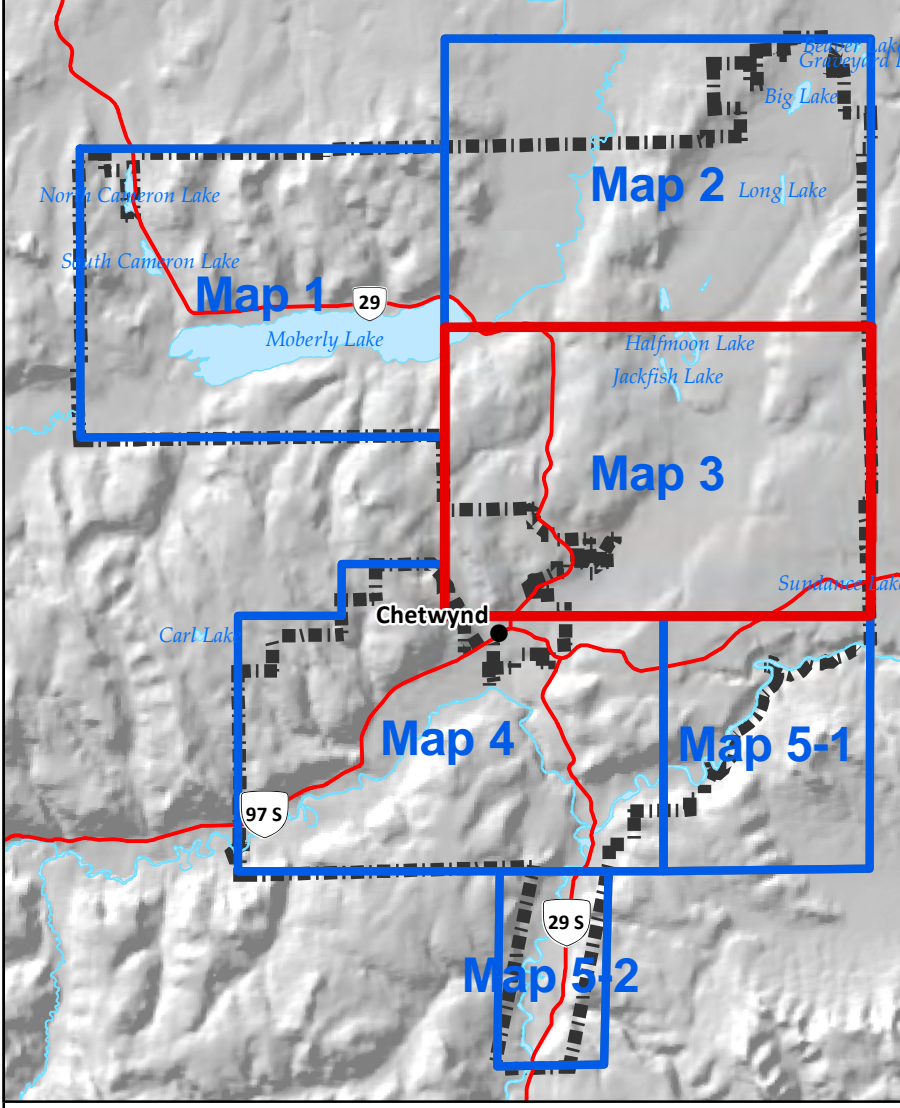 Beaver Lake
Graveyard L
Big Lake
Map 2
Long Lake
North Cameron Lake
South Cameron Lake
Map 1
29
Moberly Lake
Halfmoon Lake
Jackfish Lake
Map 3
Sundance Lake
Chetwynd
Carl Lake
Map 4
Map 5-1
97 S
29 S
Map 5-2